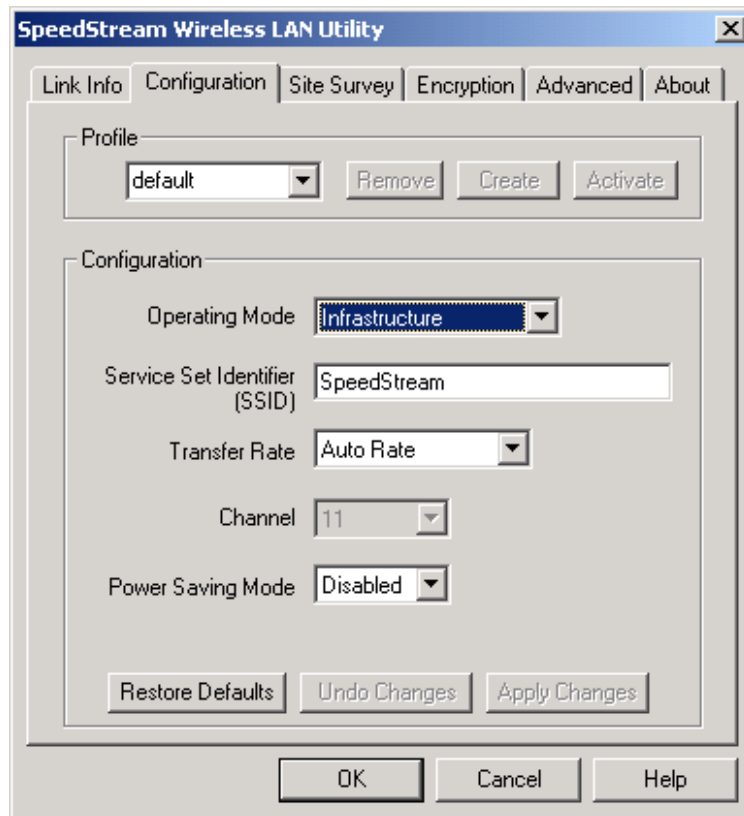 SpeedStream Wireless LAN Utility
Link Info Configuration Site Survey Encryption Advanced About
Profile
default Remove Create Activate
Configuration
Operating Mode Infrastructure
Service Set Identifier (SSID) SpeedStream
Transfer Rate Auto Rate
Channel 11
Power Saving Mode Disabled
Restore Defaults Undo Changes Apply Changes
OK Cancel Help